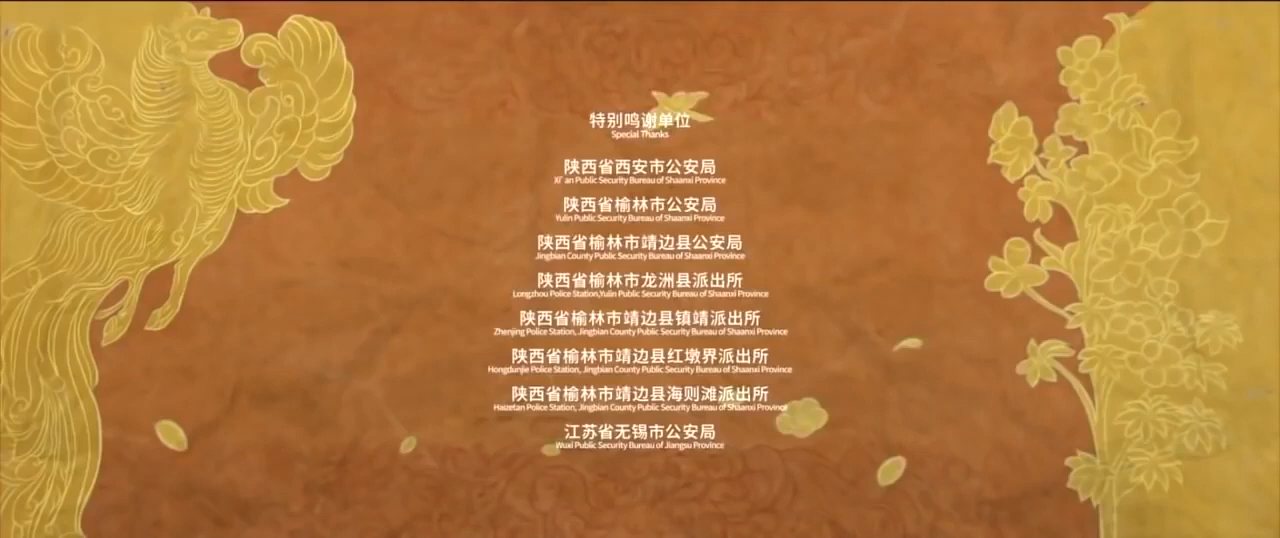 特别鸣谢单位
Special Thanks
陕西省西安市公安局
Xi' an Public Security Bureau of Shaanxi Province
陕西省榆林市公安局
Yulin Public Security Bureau of Shaanxi Province
陕西省榆林市靖边县公安局
Jingbian County Public Security Bureau of Shaanxi Province
陕西省榆林市龙洲县派出所
Longzhou Police Station,Yulin Public Security Bureau of Shaanxi Province
陕西省榆林市靖边县镇靖派出所
Zhenjing Police Station, Jingbian County Public Security Bureau of Shaanxi Province
陕西省榆林市靖边县红墩界派出所
Hongdunjie Police Station, Jingbian County Public Security Bureau of Shaanxi Province
陕西省榆林市靖边县海则滩派出所
Haizetan Police Station, Jingbian County Public Security Bureau of Shaanxi Province
江苏省无锡市公安局
Wuxi Public Security Bureau of Jiangsu Province